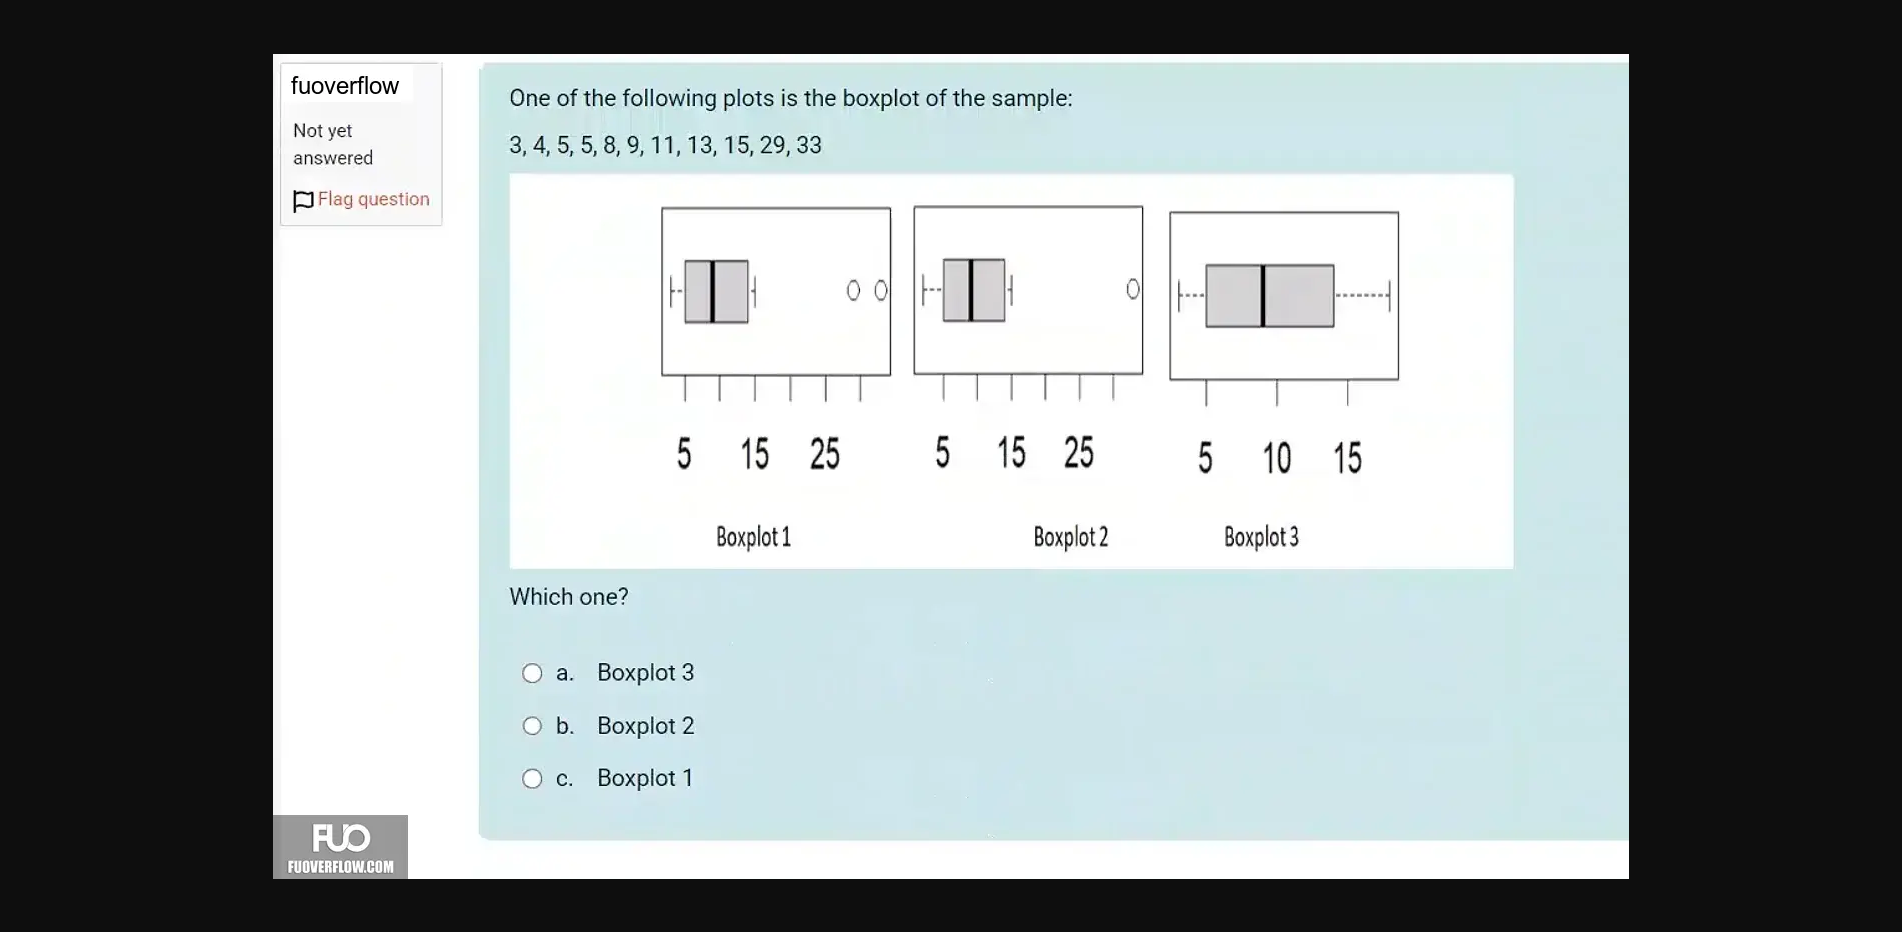 fuoverflow
Not yet
answered
Flag question
One of the following plots is the boxplot of the sample:
3, 4, 5, 5, 8, 9, 11, 13, 15, 29, 33
5 15 25
5 15 25
5 10 15
Boxplot 1
Boxplot 2
Boxplot 3
Which one?
a. Boxplot 3
b. Boxplot 2
c. Boxplot 1
FUO
FUOVERFLOW.COM